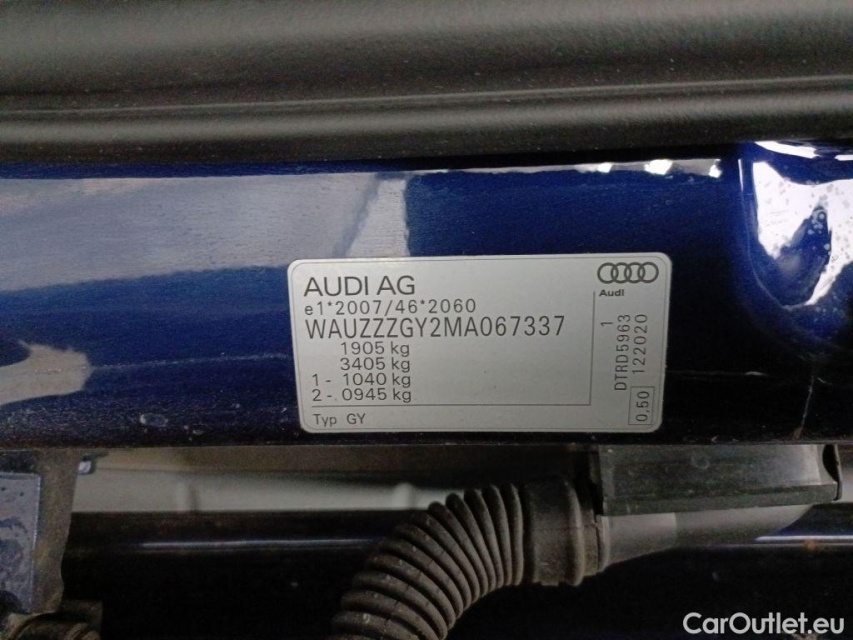 AUDI AG
e1*2007/46*2060
WAUZZZGY2MA067337
1905 kg
3405 kg
1 - 1040 kg
2 - 0945 kg
Typ GY
Audi
DTRD5963 1
122020
0,50
CarOutlet.eu